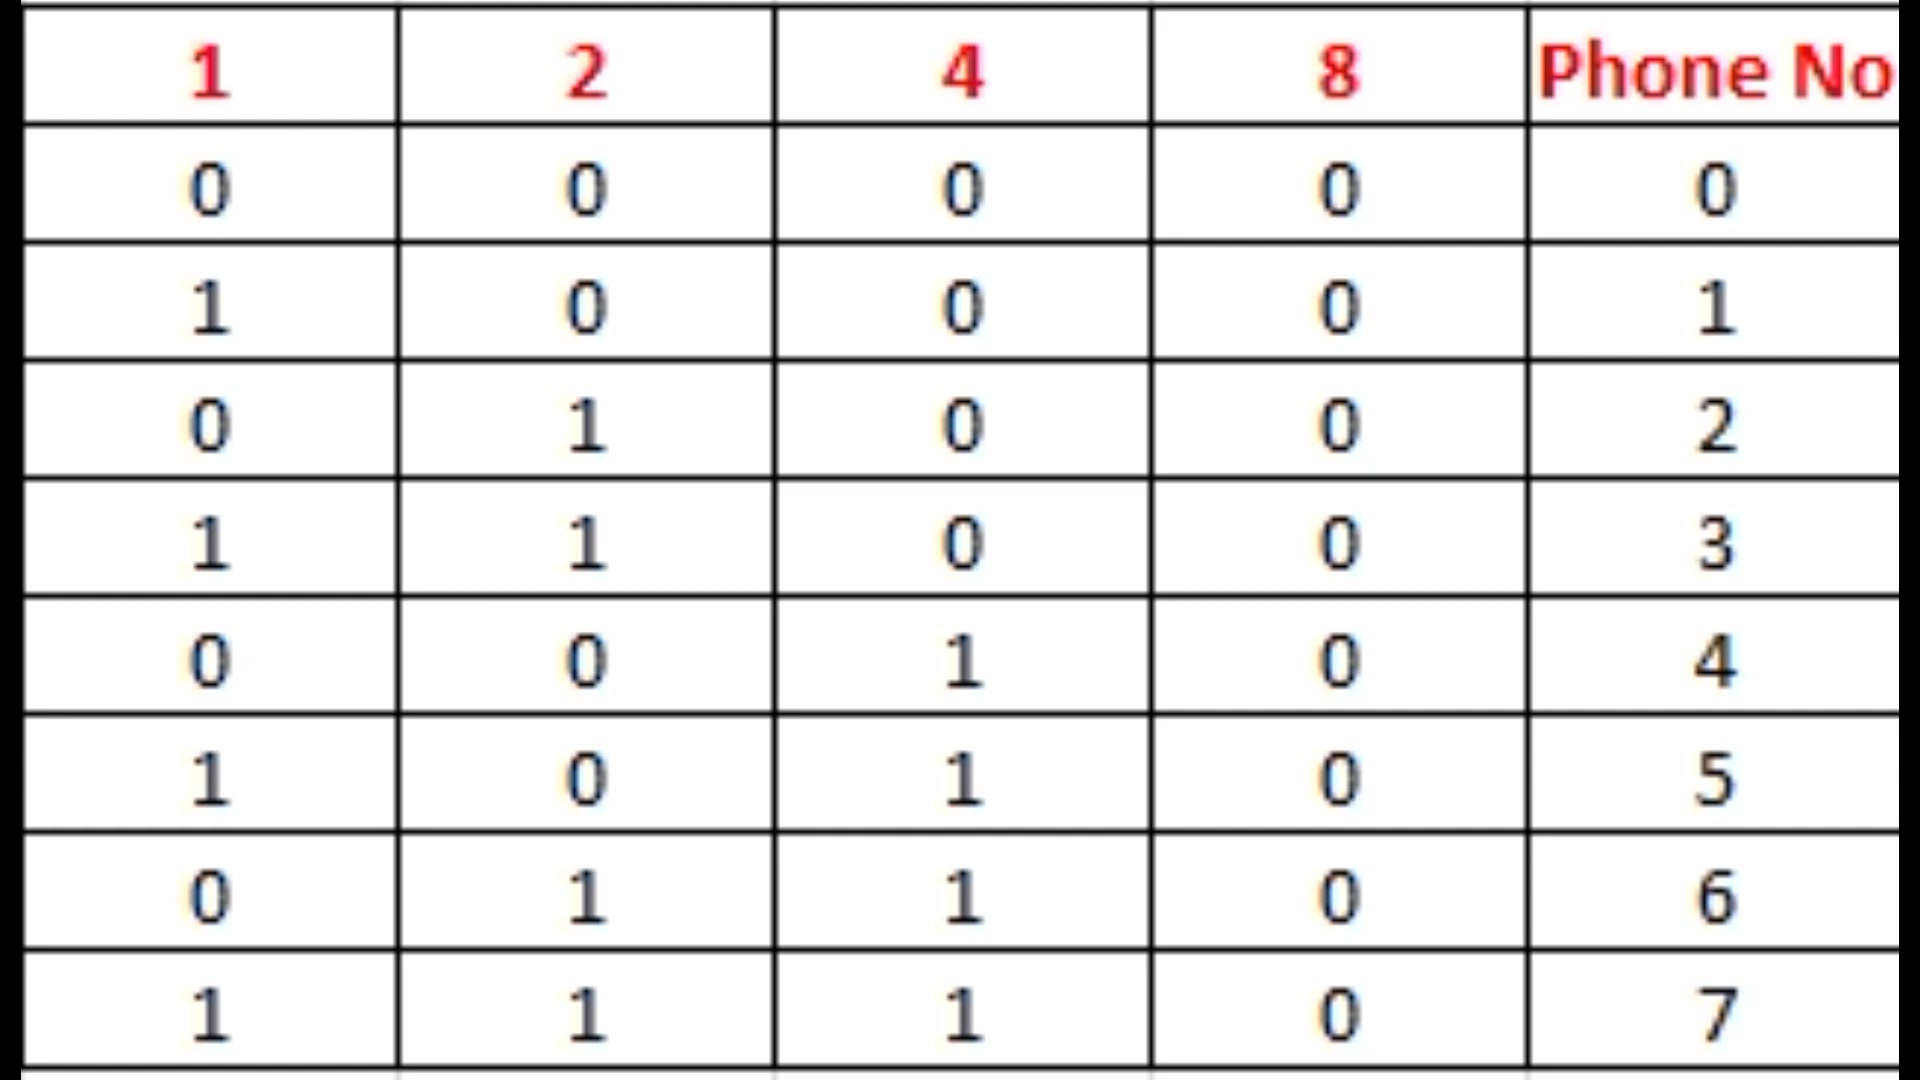 1 2 4 8 Phone No
0 0 0 0 0
1 0 0 0 1
0 1 0 0 2
1 1 0 0 3
0 0 1 0 4
1 0 1 0 5
0 1 1 0 6
1 1 1 0 7